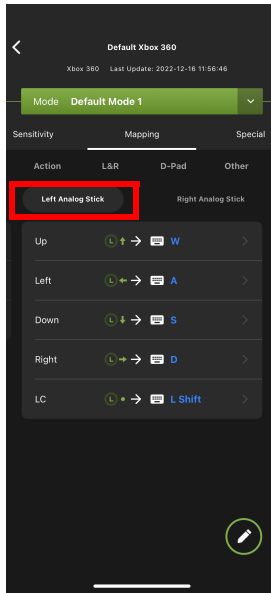 Default Xbox 360
Xbox 360 Last Update: 2022-12-16 11:56:46
Mode Default Mode 1
Sensitivity Mapping Special
Action L&R D-Pad Other
Left Analog Stick Right Analog Stick
Up L W
Left L A
Down L S
Right L D
LC L L Shift